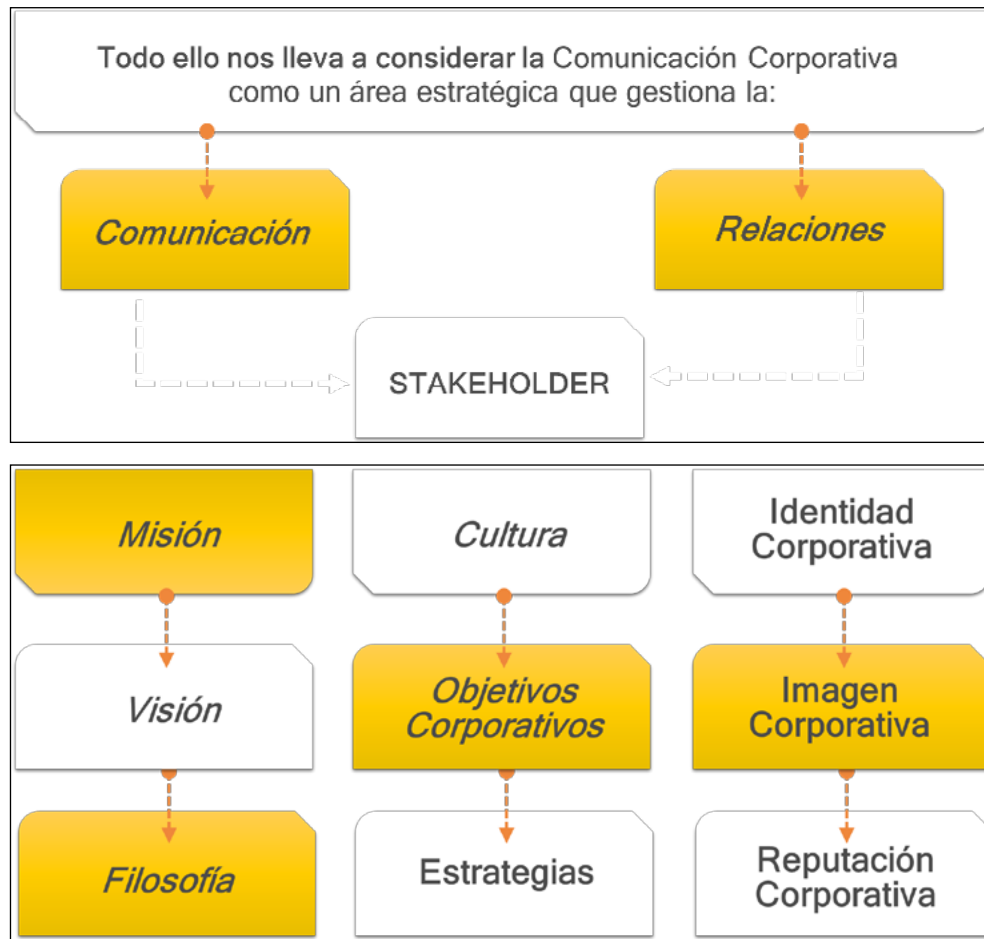 Todo ello nos lleva a considerar la Comunicación Corporativa
como un área estratégica que gestiona la:
Comunicación
Relaciones
STAKEHOLDER
Misión
Cultura
Identidad
Corporativa
Visión
Objetivos
Corporativos
Imagen
Corporativa
Filosofía
Estrategias
Reputación
Corporativa